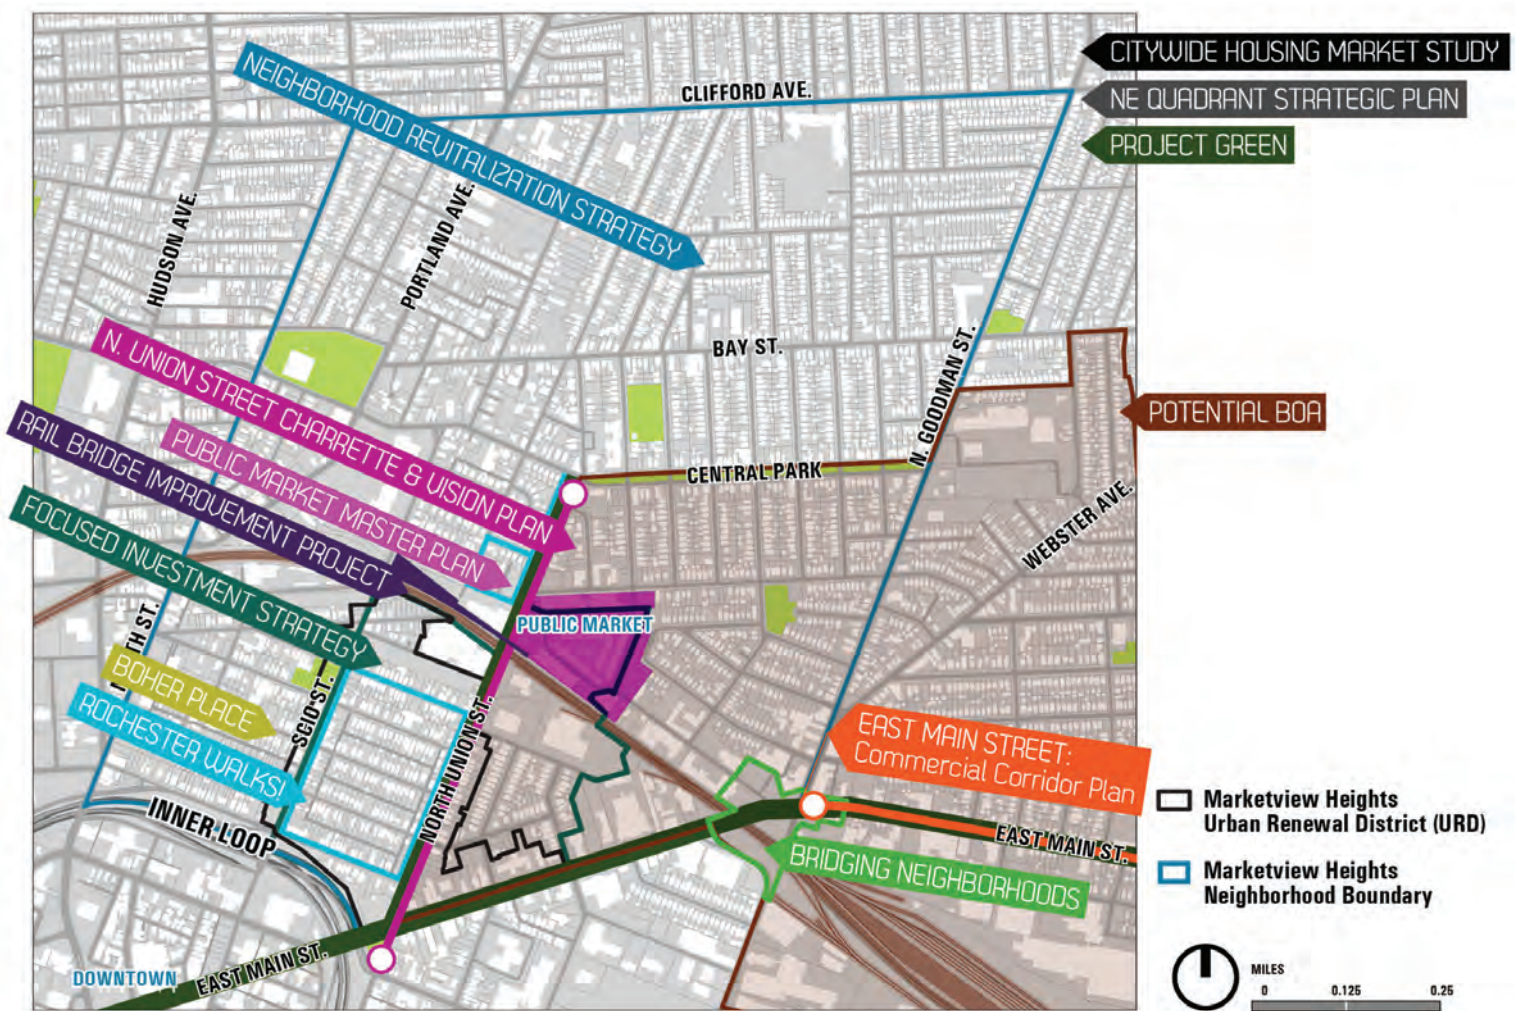 CITYWIDE HOUSING MARKET STUDY
NE QUADRANT STRATEGIC PLAN
PROJECT GREEN
NEIGHBORHOOD REVITALIZATION STRATEGY
CLIFFORD AVE.
HUDSON AVE.
PORTLAND AVE.
BAY ST.
N. GOODMAN ST.
N. UNION STREET CHARRETTE & VISION PLAN
POTENTIAL BOA
RAIL BRIDGE IMPROVEMENT PROJECT
PUBLIC MARKET MASTER PLAN
CENTRAL PARK
WEBSTER AVE.
FOCUSED INVESTMENT STRATEGY
PUBLIC MARKET
TH ST.
BOHER PLACE
SCIO ST.
ROCHESTER WALKS!
NORTH UNION ST.
INNER LOOP
EAST MAIN STREET:
Commercial Corridor Plan
EAST MAIN ST.
BRIDGING NEIGHBORHOODS
DOWNTOWN
EAST MAIN ST.
Marketview Heights
Urban Renewal District (URD)
Marketview Heights
Neighborhood Boundary
MILES
0 0.125 0.25